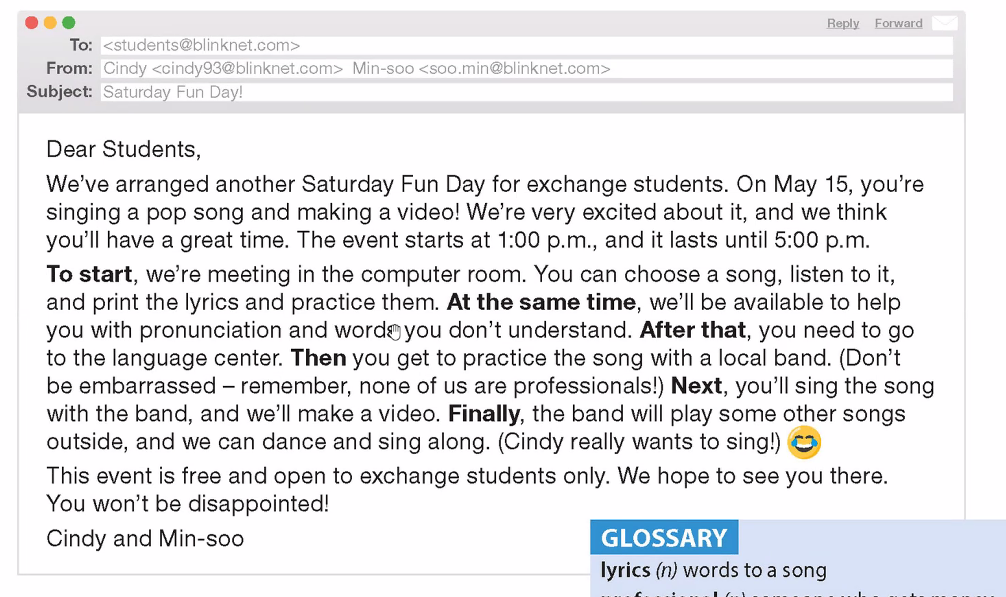 Reply Forward
To: <students@blinknet.com>
From: Cindy <cindy93@blinknet.com> Min-soo <soo.min@blinknet.com>
Subject: Saturday Fun Day!
Dear Students,
We've arranged another Saturday Fun Day for exchange students. On May 15, you're
singing a pop song and making a video! We're very excited about it, and we think
you'll have a great time. The event starts at 1:00 p.m., and it lasts until 5:00 p.m.
To start, we're meeting in the computer room. You can choose a song, listen to it,
and print the lyrics and practice them. At the same time, we'll be available to help
you with pronunciation and words you don't understand. After that, you need to go
to the language center. Then you get to practice the song with a local band. (Don't
be embarrassed – remember, none of us are professionals!) Next, you'll sing the song
with the band, and we'll make a video. Finally, the band will play some other songs
outside, and we can dance and sing along. (Cindy really wants to sing!)
This event is free and open to exchange students only. We hope to see you there.
You won't be disappointed!
Cindy and Min-soo
GLOSSARY
lyrics (n) words to a song